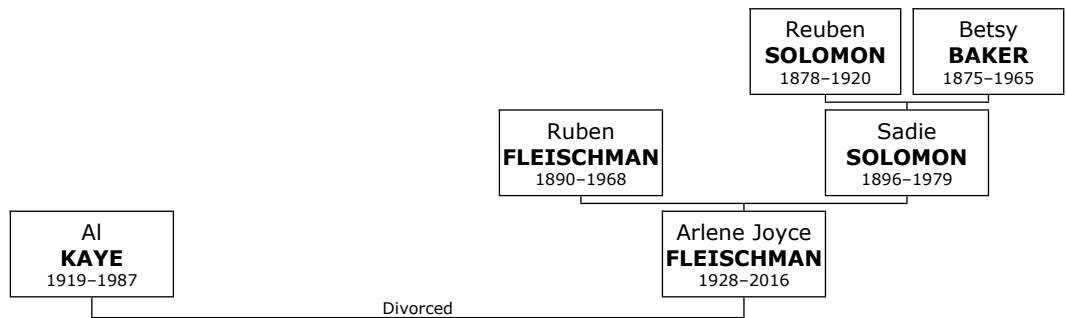 Reuben
SOLOMON
1878–1920
Betsy
BAKER
1875–1965
Ruben
FLEISCHMAN
1890–1968
Sadie
SOLOMON
1896–1979
Al
KAYE
1919–1987
Arlene Joyce
FLEISCHMAN
1928–2016
Divorced